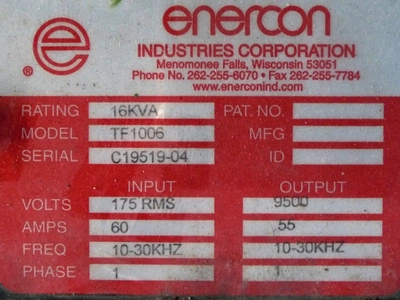 enercon
INDUSTRIES CORPORATION
Menomonee Falls, Wisconsin 53051
Phone No. 262-255-6070 • Fax 262-255-7784
www.enerconind.com
e
®
RATING 16KVA PAT. NO.
MODEL TF1006 MFG
SERIAL C19519-04 ID
INPUT OUTPUT
VOLTS 175 RMS 9500
AMPS 60 55
FREQ 10-30KHZ 10-30KHZ
PHASE 1 1